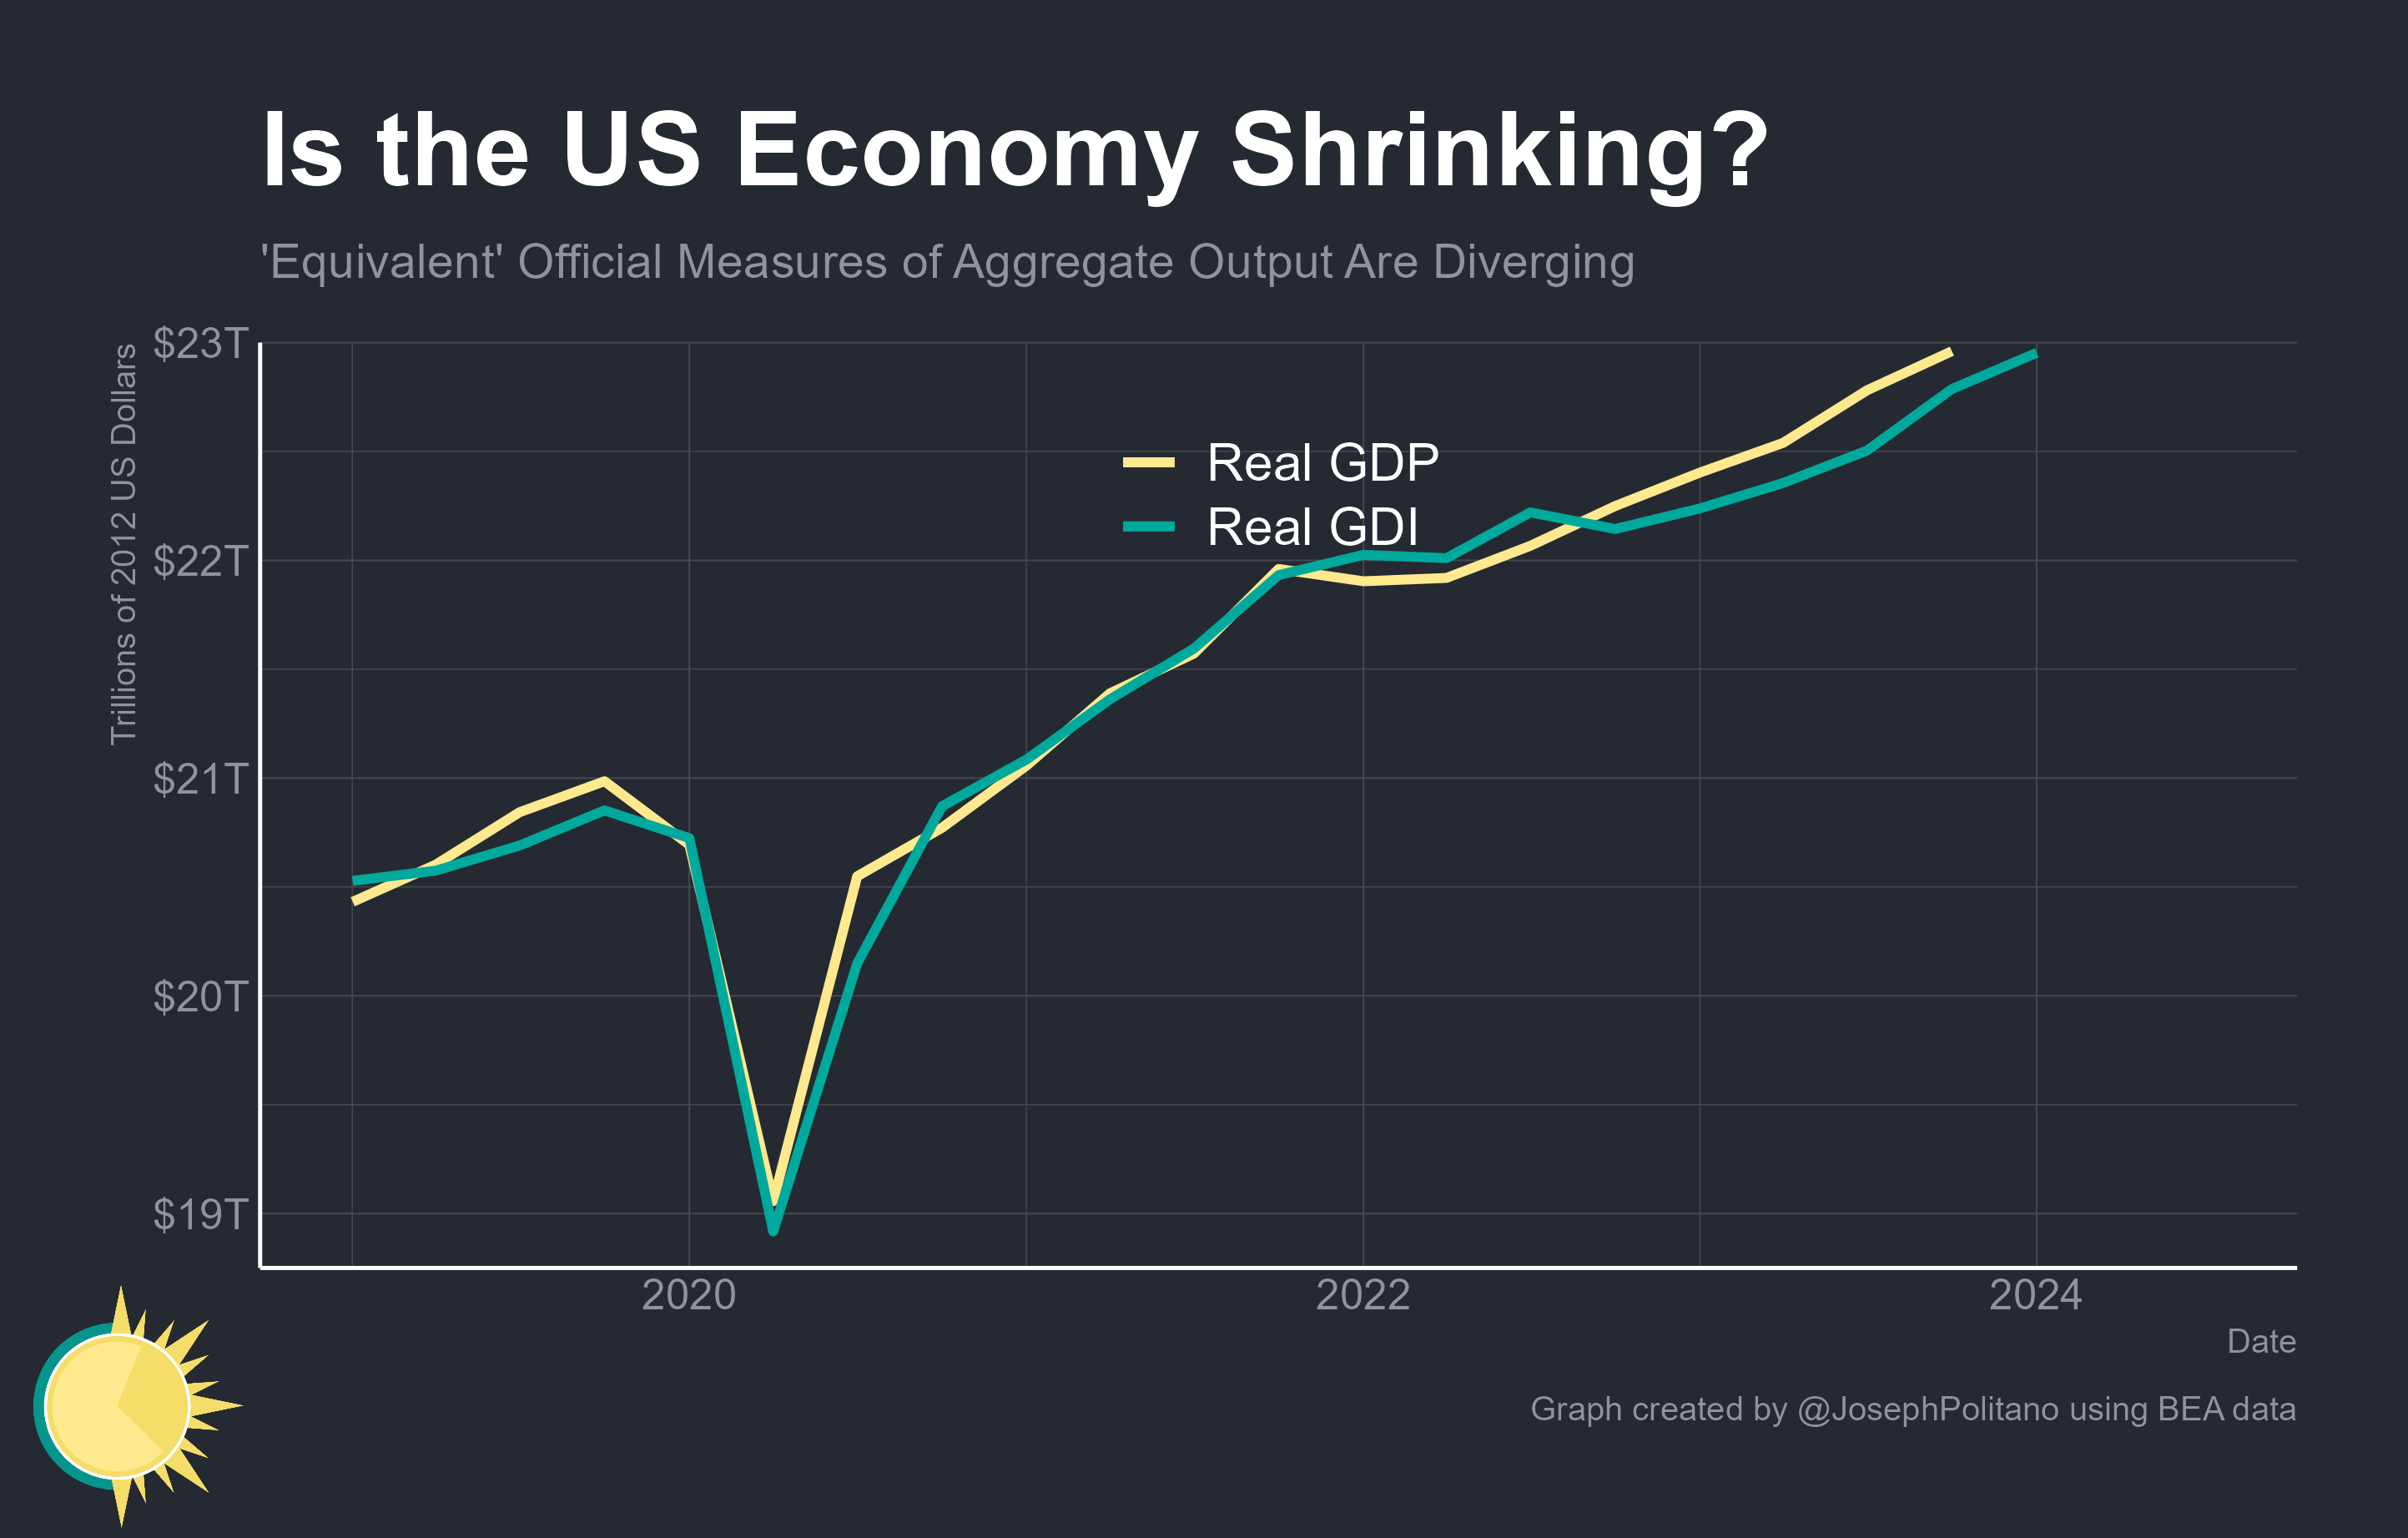 Is the US Economy Shrinking?
'Equivalent' Official Measures of Aggregate Output Are Diverging
Trillions of 2012 US Dollars
$23T
$22T
$21T
$20T
$19T
Real GDP
Real GDI
2020
2022
2024
Date
Graph created by @JosephPolitano using BEA data